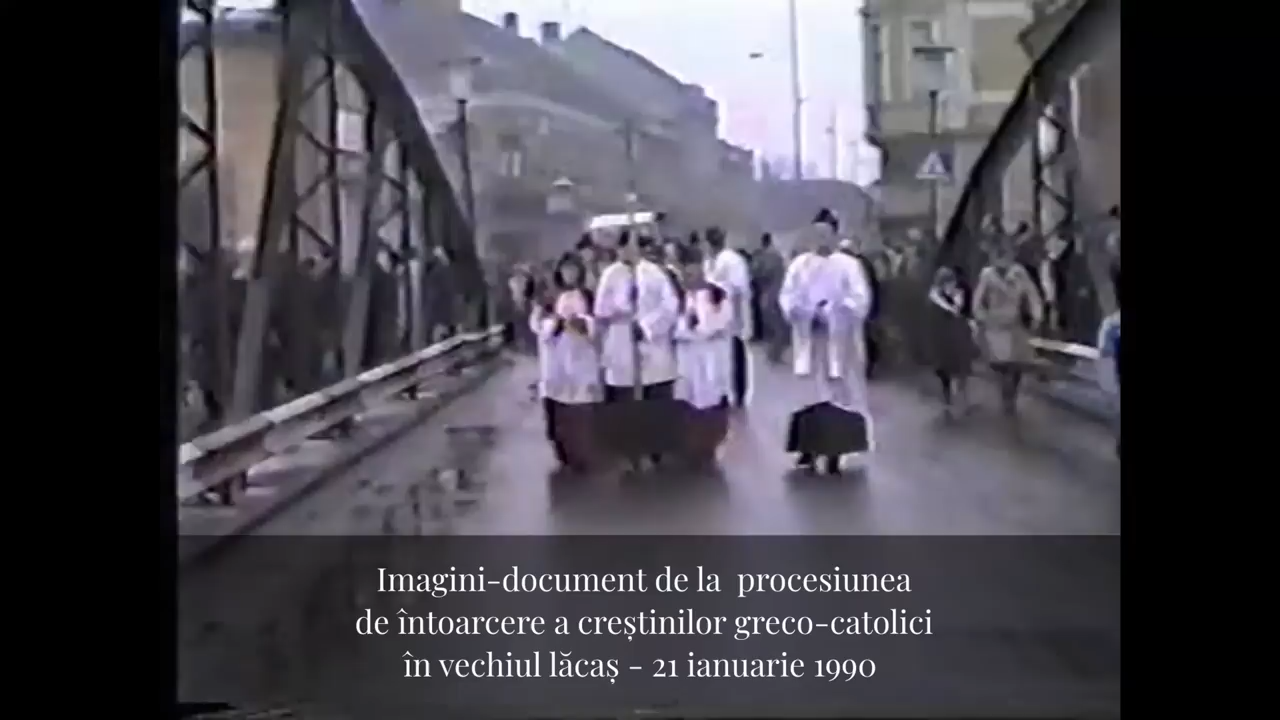 Imagini-document de la procesiunea
de întoarcere a creștinilor greco-catolici
în vechiul lăcaș - 21 ianuarie 1990